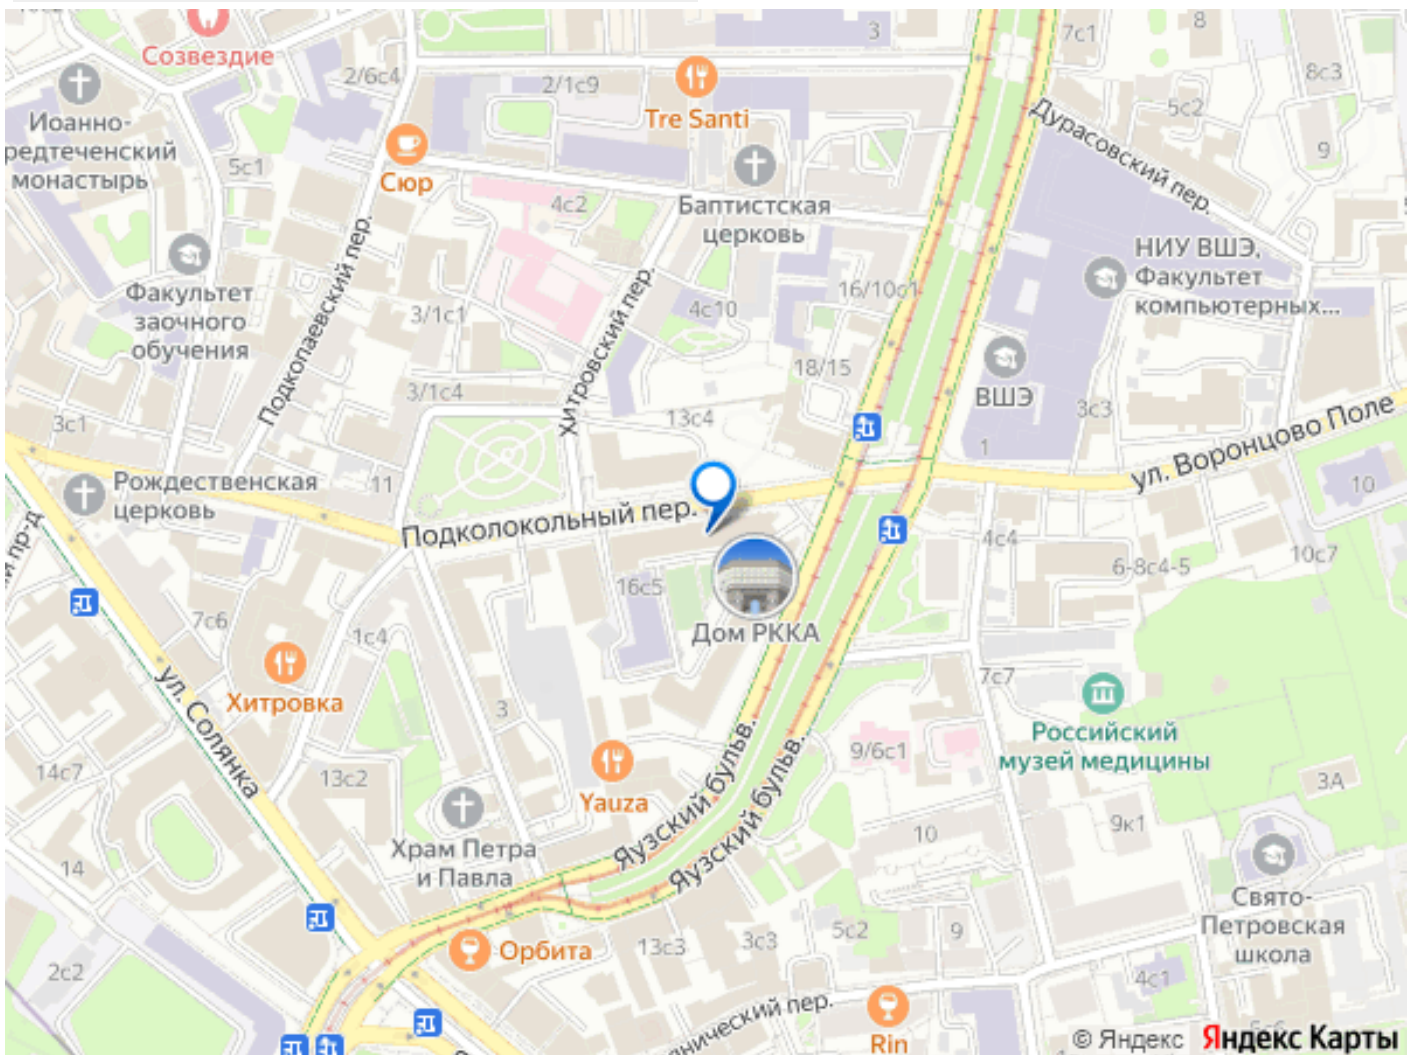 3
7с1
8
Созвездие
2/6с4
2/1с9
8с3
Tre Santi
5с2
Дурасовский пер.
Иоанно-
редтеченский
монастырь
5с1
Сюр
9
4с2
Баптистская
церковь
Подкопаевский пер.
НИУ ВШЭ,
Факультет
компьютерных...
Факультет
заочного
обучения
3/1с1
Хитровский пер.
4с10
16/10с1
18/15
ВШЭ
3/1с4
13с4
3с3
3с1
1
ул. Воронцово Поле
Рождественская
церковь
11
10
Подколокольный пер.
4с4
10с7
й пр-д
16с5
6-8с4-5
7с6
1с4
Дом РККА
Хитровка
7с7
ул. Солянка
3
Российский
музей медицины
9/6с1
14с7
13с2
Yauza
3А
Яузский бульв.
Яузский бульв.
9к1
10
Храм Петра
и Павла
14
Свято-
Петровская
школа
Орбита
13с3
3с3
5с2
9
2с2
4с1
нический пер.
Rin
© Яндекс Яндекс Карты